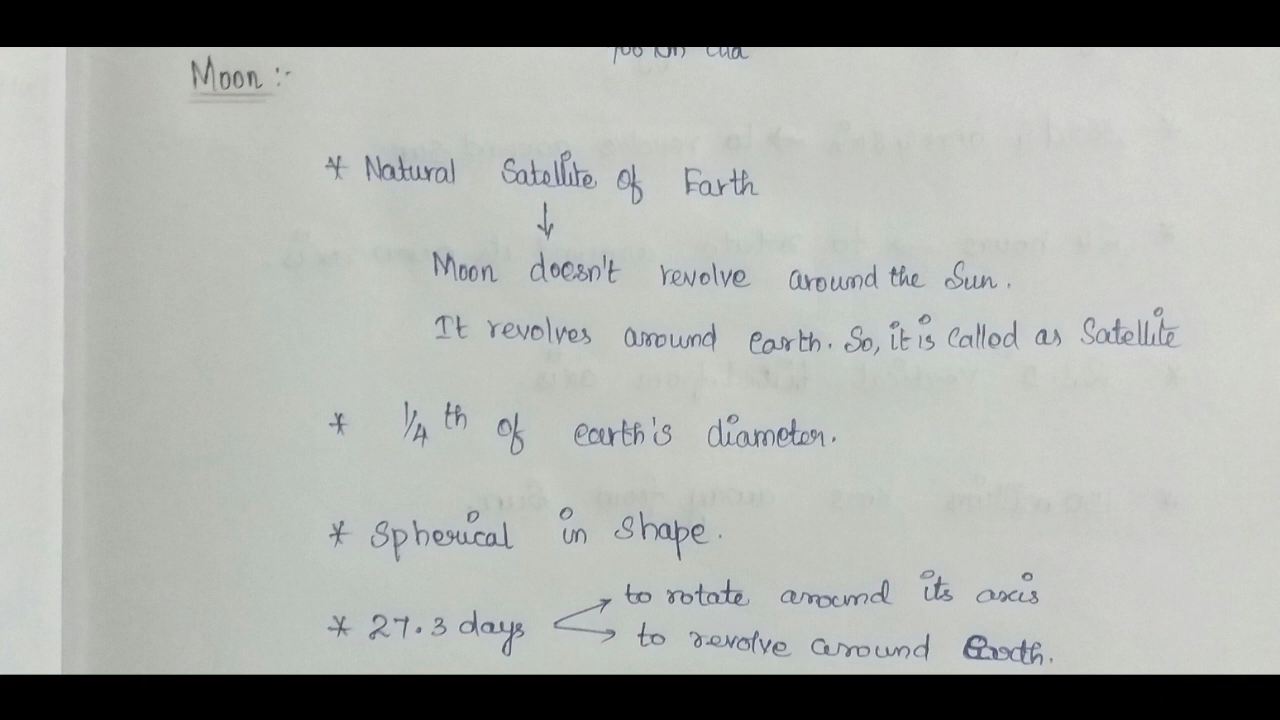 Moon :-
* Natural Satellite of Earth
↓
Moon doesn't revolve around the Sun.
It revolves around earth. So, it is called as Satellite
* 1/4 th of earth's diameter.
* Spherical in shape.
* 27.3 days → to rotate around its axis
→ to revolve around Earth.